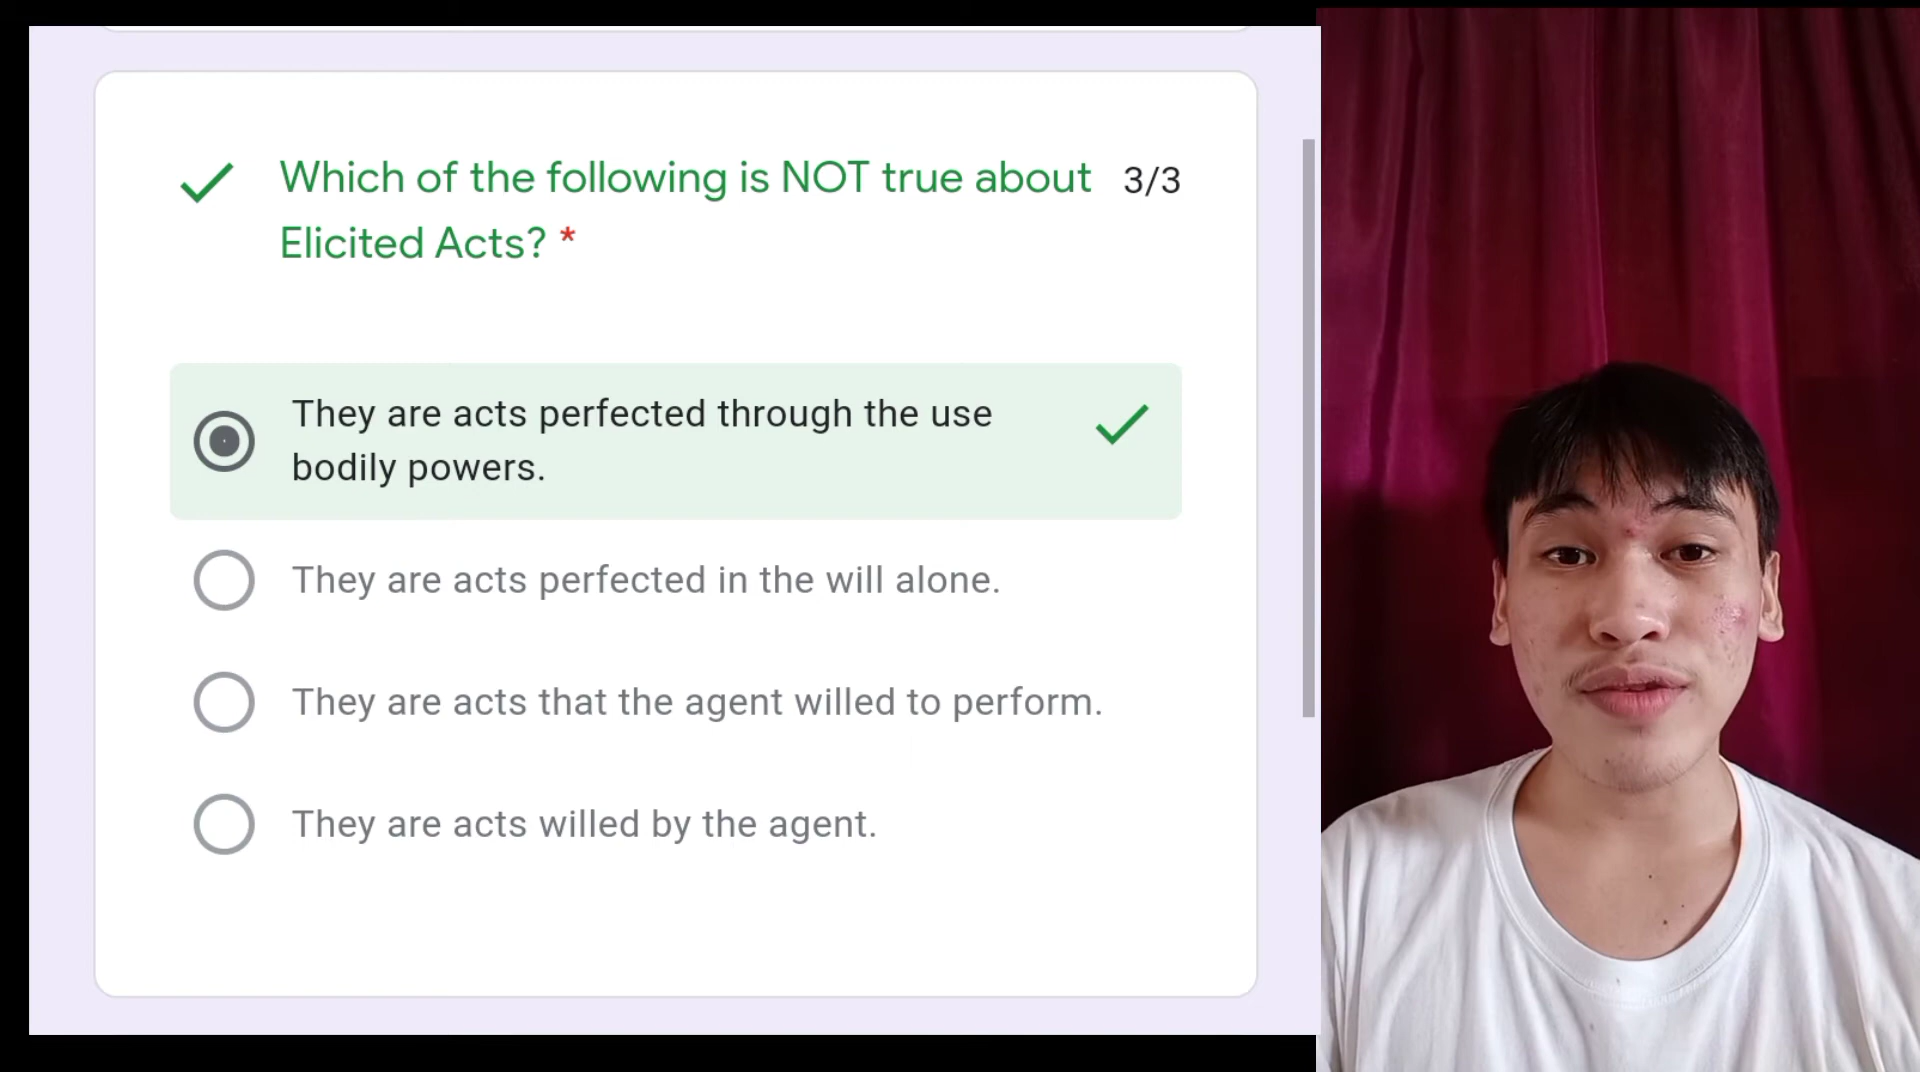 Which of the following is NOT true about 3/3
Elicited Acts? *
They are acts perfected through the use
bodily powers.
They are acts perfected in the will alone.
They are acts that the agent willed to perform.
They are acts willed by the agent.